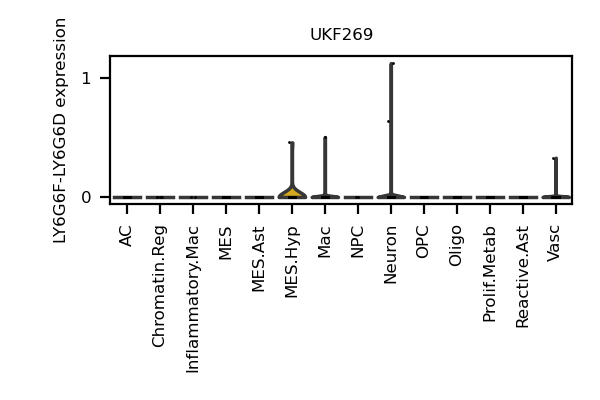 UKF269
LY6G6F-LY6G6D expression
1
0
AC
Chromatin.Reg
Inflammatory.Mac
MES
MES.Ast
MES.Hyp
Mac
NPC
Neuron
OPC
Oligo
Prolif.Metab
Reactive.Ast
Vasc